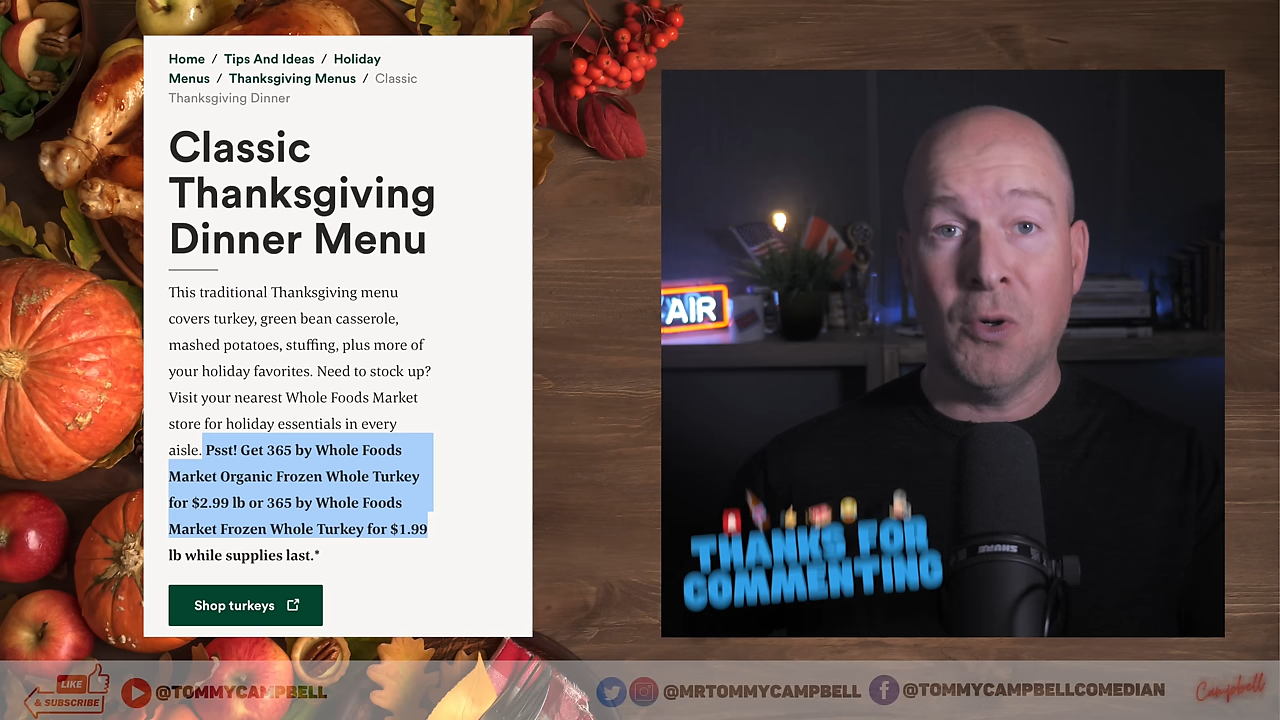 Home / Tips And Ideas / Holiday
Menus / Thanksgiving Menus / Classic
Thanksgiving Dinner
Classic
Thanksgiving
Dinner Menu
This traditional Thanksgiving menu
covers turkey, green bean casserole,
mashed potatoes, stuffing, plus more of
your holiday favorites. Need to stock up?
Visit your nearest Whole Foods Market
store for holiday essentials in every
aisle. Psst! Get 365 by Whole Foods
Market Organic Frozen Whole Turkey
for $2.99 lb or 365 by Whole Foods
Market Frozen Whole Turkey for $1.99
lb while supplies last.*
Shop turkeys
AIR
THANKS FOR
COMMENTING
SHURE
LIKE
& SUBSCRIBE
@TOMMYCAMPBELL
@MRTOMMYCAMPBELL
@TOMMYCAMPBELLCOMEDIAN
Campbell